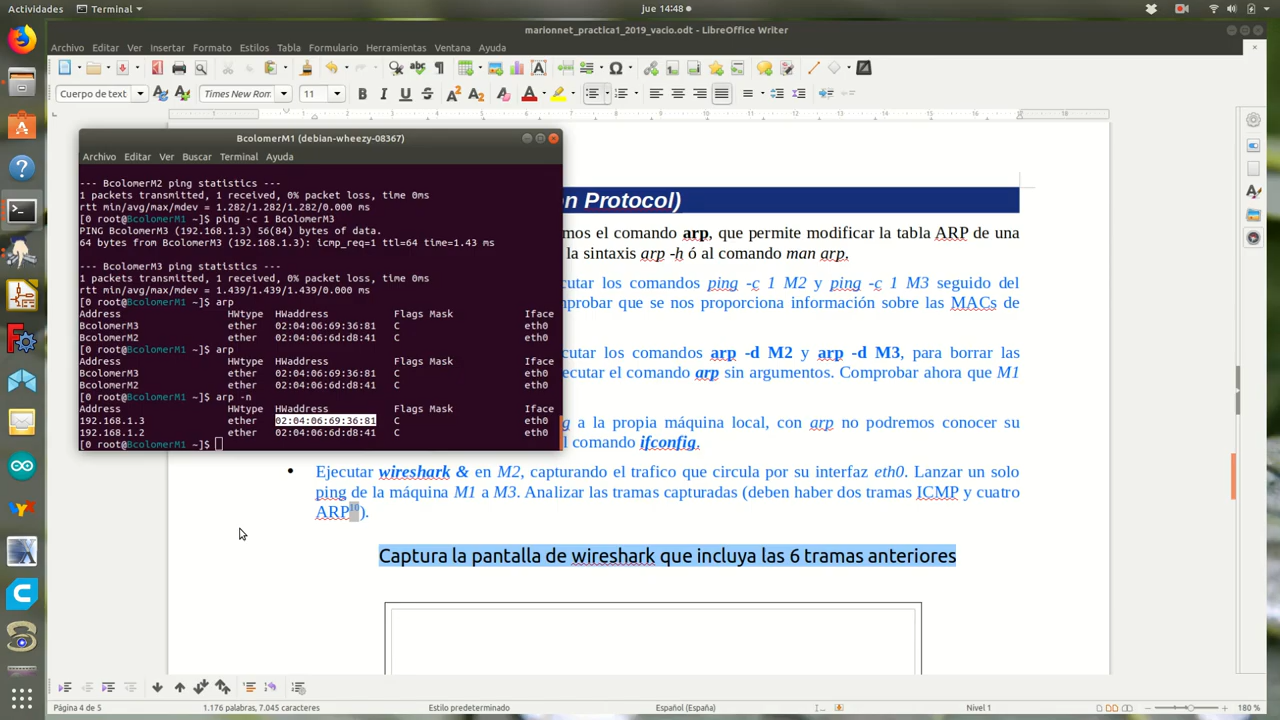 Actividades
Terminal
jue 14:48
marionnet_practica1_2019_vacio.odt - LibreOffice Writer
Archivo Editar Ver Insertar Formato Estilos Tabla Formulario Herramientas Ventana Ayuda
Cuerpo de text
Times New Rom
11
BcolomerM1 (debian-wheezy-08367)
Archivo Editar Ver Buscar Terminal Ayuda
--- BcolomerM2 ping statistics ---
1 packets transmitted, 1 received, 0% packet loss, time 0ms
rtt min/avg/max/mdev = 1.282/1.282/1.282/0.000 ms
[0 root@BcolomerM1 ~]$ ping -c 1 BcolomerM3
PING BcolomerM3 (192.168.1.3) 56(84) bytes of data.
64 bytes from BcolomerM3 (192.168.1.3): icmp_req=1 ttl=64 time=1.43 ms
--- BcolomerM3 ping statistics ---
1 packets transmitted, 1 received, 0% packet loss, time 0ms
rtt min/avg/max/mdev = 1.439/1.439/1.439/0.000 ms
[0 root@BcolomerM1 ~]$ arp
Address HWtype HWaddress Flags Mask Iface
BcolomerM3 ether 02:04:06:69:36:81 C eth0
BcolomerM2 ether 02:04:06:6d:d8:41 C eth0
[0 root@BcolomerM1 ~]$ arp
Address HWtype HWaddress Flags Mask Iface
BcolomerM3 ether 02:04:06:69:36:81 C eth0
BcolomerM2 ether 02:04:06:6d:d8:41 C eth0
[0 root@BcolomerM1 ~]$ arp -n
Address HWtype HWaddress Flags Mask Iface
192.168.1.3 ether 02:04:06:69:36:81 C eth0
192.168.1.2 ether 02:04:06:6d:d8:41 C eth0
[0 root@BcolomerM1 ~]$
on Protocol)
mos el comando arp, que permite modificar la tabla ARP de una
la sintaxis arp -h ó al comando man arp.
cutar los comandos ping -c 1 M2 y ping -c 1 M3 seguido del
mprobar que se nos proporciona información sobre las MACs de
cutar los comandos arp -d M2 y arp -d M3, para borrar las
ecutar el comando arp sin argumentos. Comprobar ahora que M1
g a la propia máquina local, con arp no podremos conocer su
l comando ifconfig.
• Ejecutar wireshark & en M2, capturando el trafico que circula por su interfaz eth0. Lanzar un solo
ping de la máquina M1 a M3. Analizar las tramas capturadas (deben haber dos tramas ICMP y cuatro
ARP10).
Captura la pantalla de wireshark que incluya las 6 tramas anteriores
Página 4 de 5
1.176 palabras, 7.045 caracteres
Estilo predeterminado
Español (España)
Nivel 1
180 %